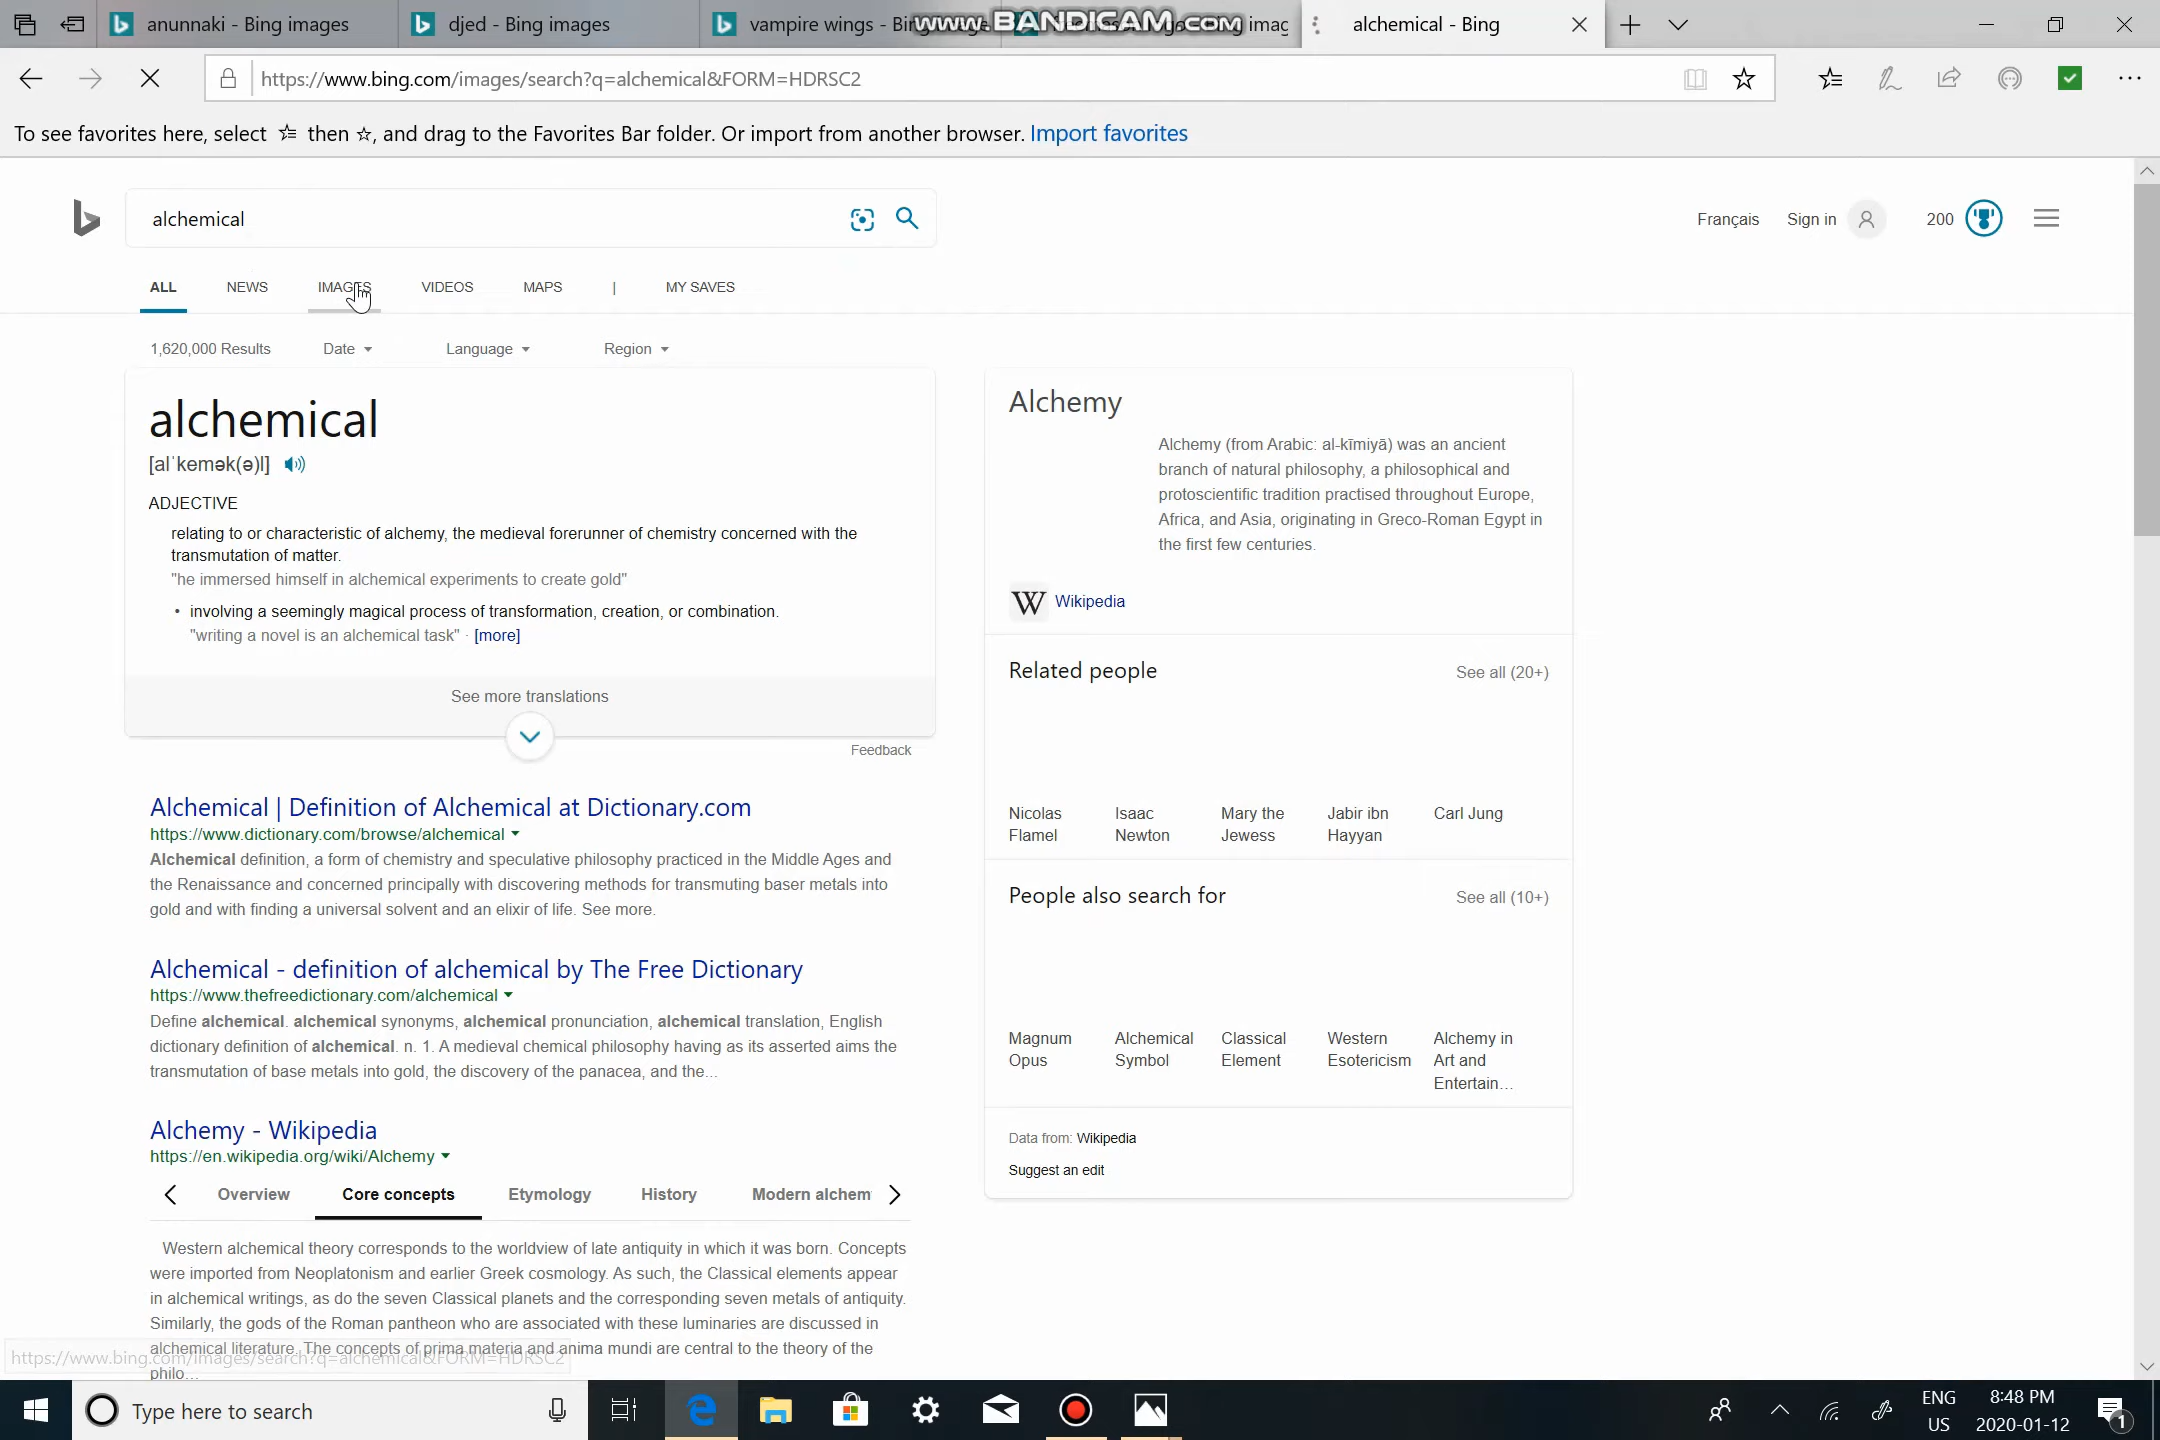 anunnaki - Bing images
djed - Bing images
vampire wings - Bing
www.BANDICAM.com
imag
alchemical - Bing
https://www.bing.com/images/search?q=alchemical&FORM=HDRSC2
To see favorites here, select then , and drag to the Favorites Bar folder. Or import from another browser. Import favorites
alchemical
Français Sign in 200
ALL NEWS IMAGES VIDEOS MAPS | MY SAVES
1,620,000 Results Date Language Region
alchemical
[alˈkemək(ə)l]
ADJECTIVE
relating to or characteristic of alchemy, the medieval forerunner of chemistry concerned with the
transmutation of matter.
"he immersed himself in alchemical experiments to create gold"
• involving a seemingly magical process of transformation, creation, or combination.
"writing a novel is an alchemical task" · [more]
See more translations
Feedback
Alchemical | Definition of Alchemical at Dictionary.com
https://www.dictionary.com/browse/alchemical
Alchemical definition, a form of chemistry and speculative philosophy practiced in the Middle Ages and
the Renaissance and concerned principally with discovering methods for transmuting baser metals into
gold and with finding a universal solvent and an elixir of life. See more.
Alchemical - definition of alchemical by The Free Dictionary
https://www.thefreedictionary.com/alchemical
Define alchemical. alchemical synonyms, alchemical pronunciation, alchemical translation, English
dictionary definition of alchemical. n. 1. A medieval chemical philosophy having as its asserted aims the
transmutation of base metals into gold, the discovery of the panacea, and the...
Alchemy - Wikipedia
https://en.wikipedia.org/wiki/Alchemy
Overview Core concepts Etymology History Modern alchem
Western alchemical theory corresponds to the worldview of late antiquity in which it was born. Concepts
were imported from Neoplatonism and earlier Greek cosmology. As such, the Classical elements appear
in alchemical writings, as do the seven Classical planets and the corresponding seven metals of antiquity.
Similarly, the gods of the Roman pantheon who are associated with these luminaries are discussed in
alchemical literature. The concepts of prima materia and anima mundi are central to the theory of the
philo...
https://www.bing.com/images/search?q=alchemical&FORM=HDRSC2
Alchemy
Alchemy (from Arabic: al-kīmiyā) was an ancient
branch of natural philosophy, a philosophical and
protoscientific tradition practised throughout Europe,
Africa, and Asia, originating in Greco-Roman Egypt in
the first few centuries.
W Wikipedia
Related people See all (20+)
Nicolas Isaac Mary the Jabir ibn Carl Jung
Flamel Newton Jewess Hayyan
People also search for See all (10+)
Magnum Alchemical Classical Western Alchemy in
Opus Symbol Element Esotericism Art and
Entertain...
Data from: Wikipedia
Suggest an edit
Type here to search
ENG 8:48 PM
US 2020-01-12
1